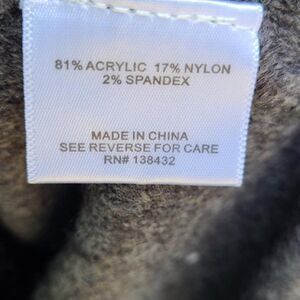 81% ACRYLIC 17% NYLON
2% SPANDEX
MADE IN CHINA
SEE REVERSE FOR CARE
RN# 138432